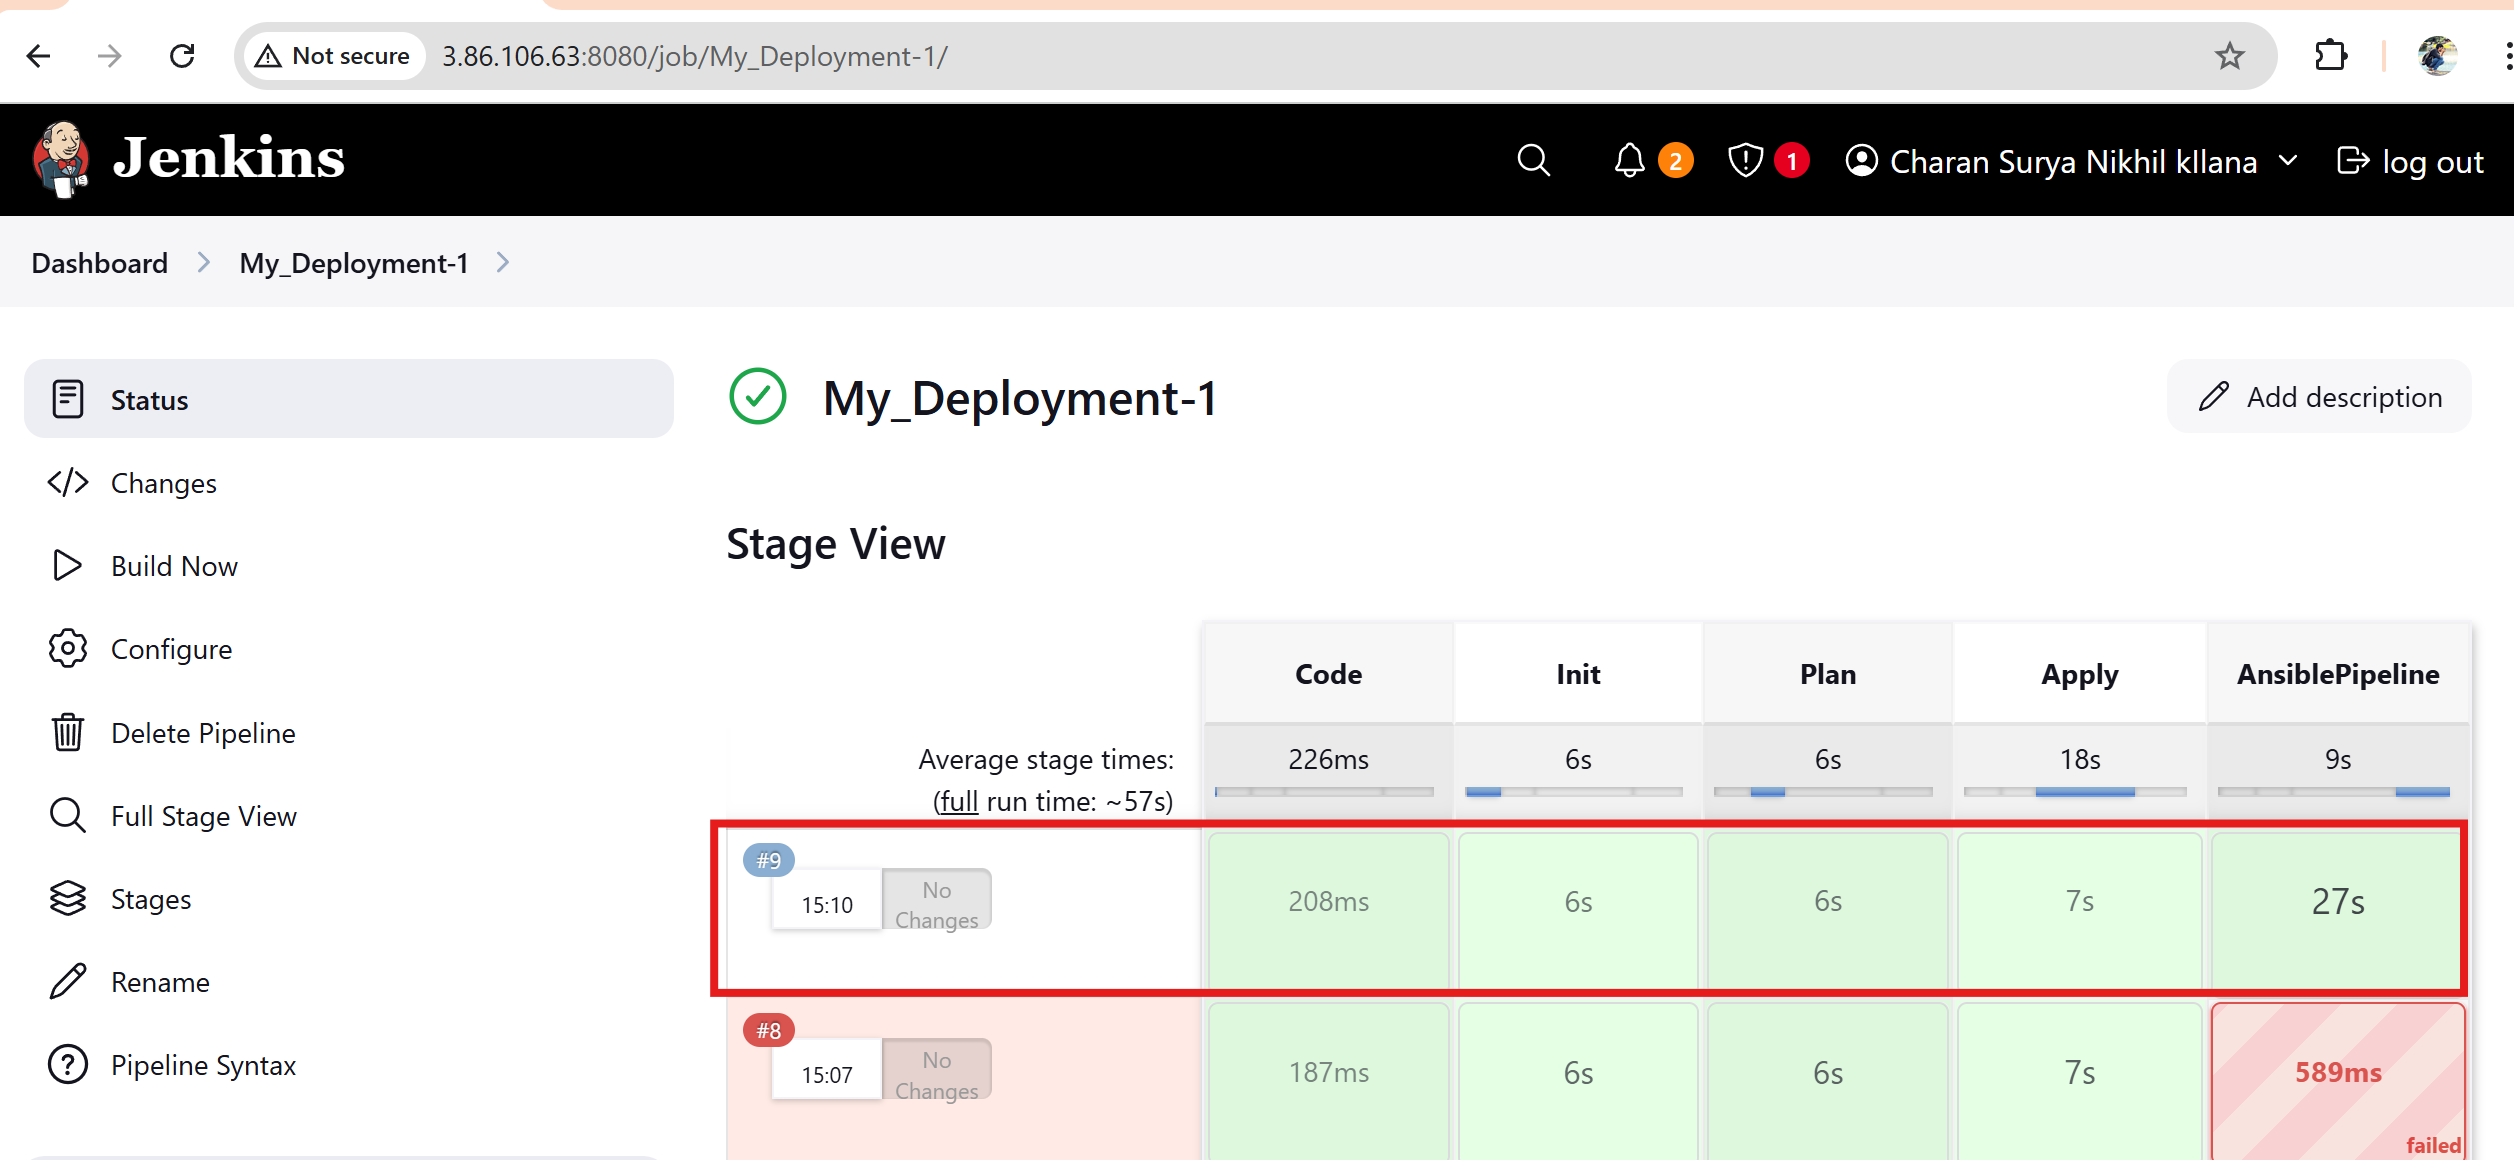 Not secure 3.86.106.63:8080/job/My_Deployment-1/
Jenkins 2 1 Charan Surya Nikhil kIlana log out
Dashboard My_Deployment-1
Status
Changes
Build Now
Configure
Delete Pipeline
Full Stage View
Stages
Rename
Pipeline Syntax
My_Deployment-1 Add description
Stage View
Code Init Plan Apply AnsiblePipeline
Average stage times: 226ms 6s 6s 18s 9s
(full run time: ~57s)
#9
15:10 No Changes 208ms 6s 6s 7s 27s
#8
15:07 No Changes 187ms 6s 6s 7s 589ms
failed